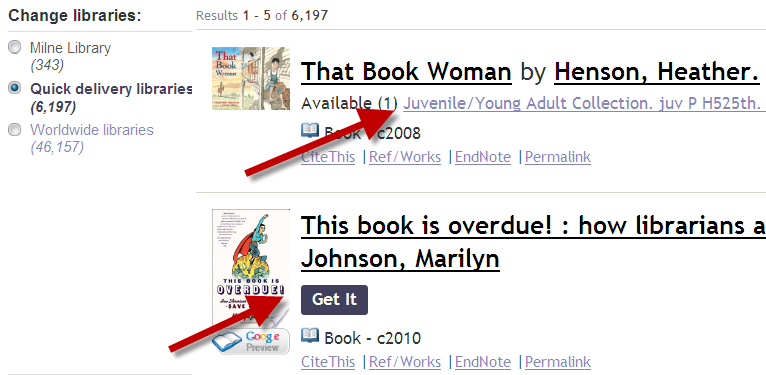 Change libraries:
Milne Library
(343)
Quick delivery libraries
(6,197)
Worldwide libraries
(46,157)
Results 1 - 5 of 6,197
That Book Woman
That Book Woman by Henson, Heather.
Available (1) Juvenile/Young Adult Collection. juv P H525th.
Book - c2008
CiteThis | Ref/Works | EndNote | Permalink
THIS BOOK IS
OVERDUE!
This book is overdue! : how librarians a
Johnson, Marilyn
Get It
Google
Preview
Book - c2010
CiteThis | Ref/Works | EndNote | Permalink